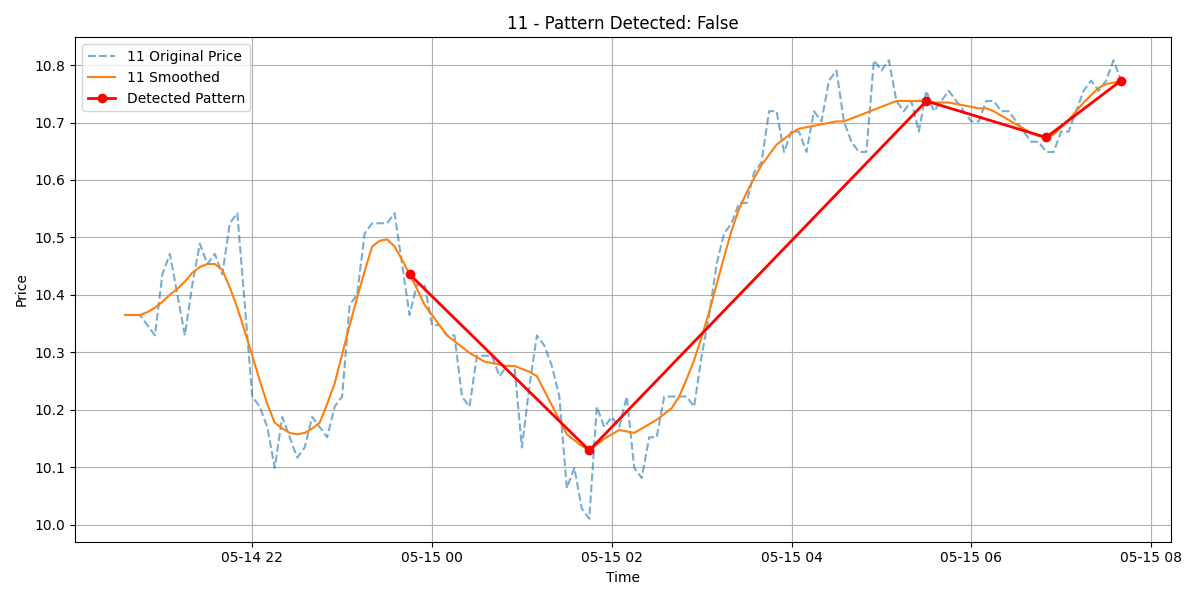 11 - Pattern Detected: False
11 Original Price
11 Smoothed
Detected Pattern
Price
10.8
10.7
10.6
10.5
10.4
10.3
10.2
10.1
10.0
05-14 22
05-15 00
05-15 02
05-15 04
05-15 06
05-15 08
Time